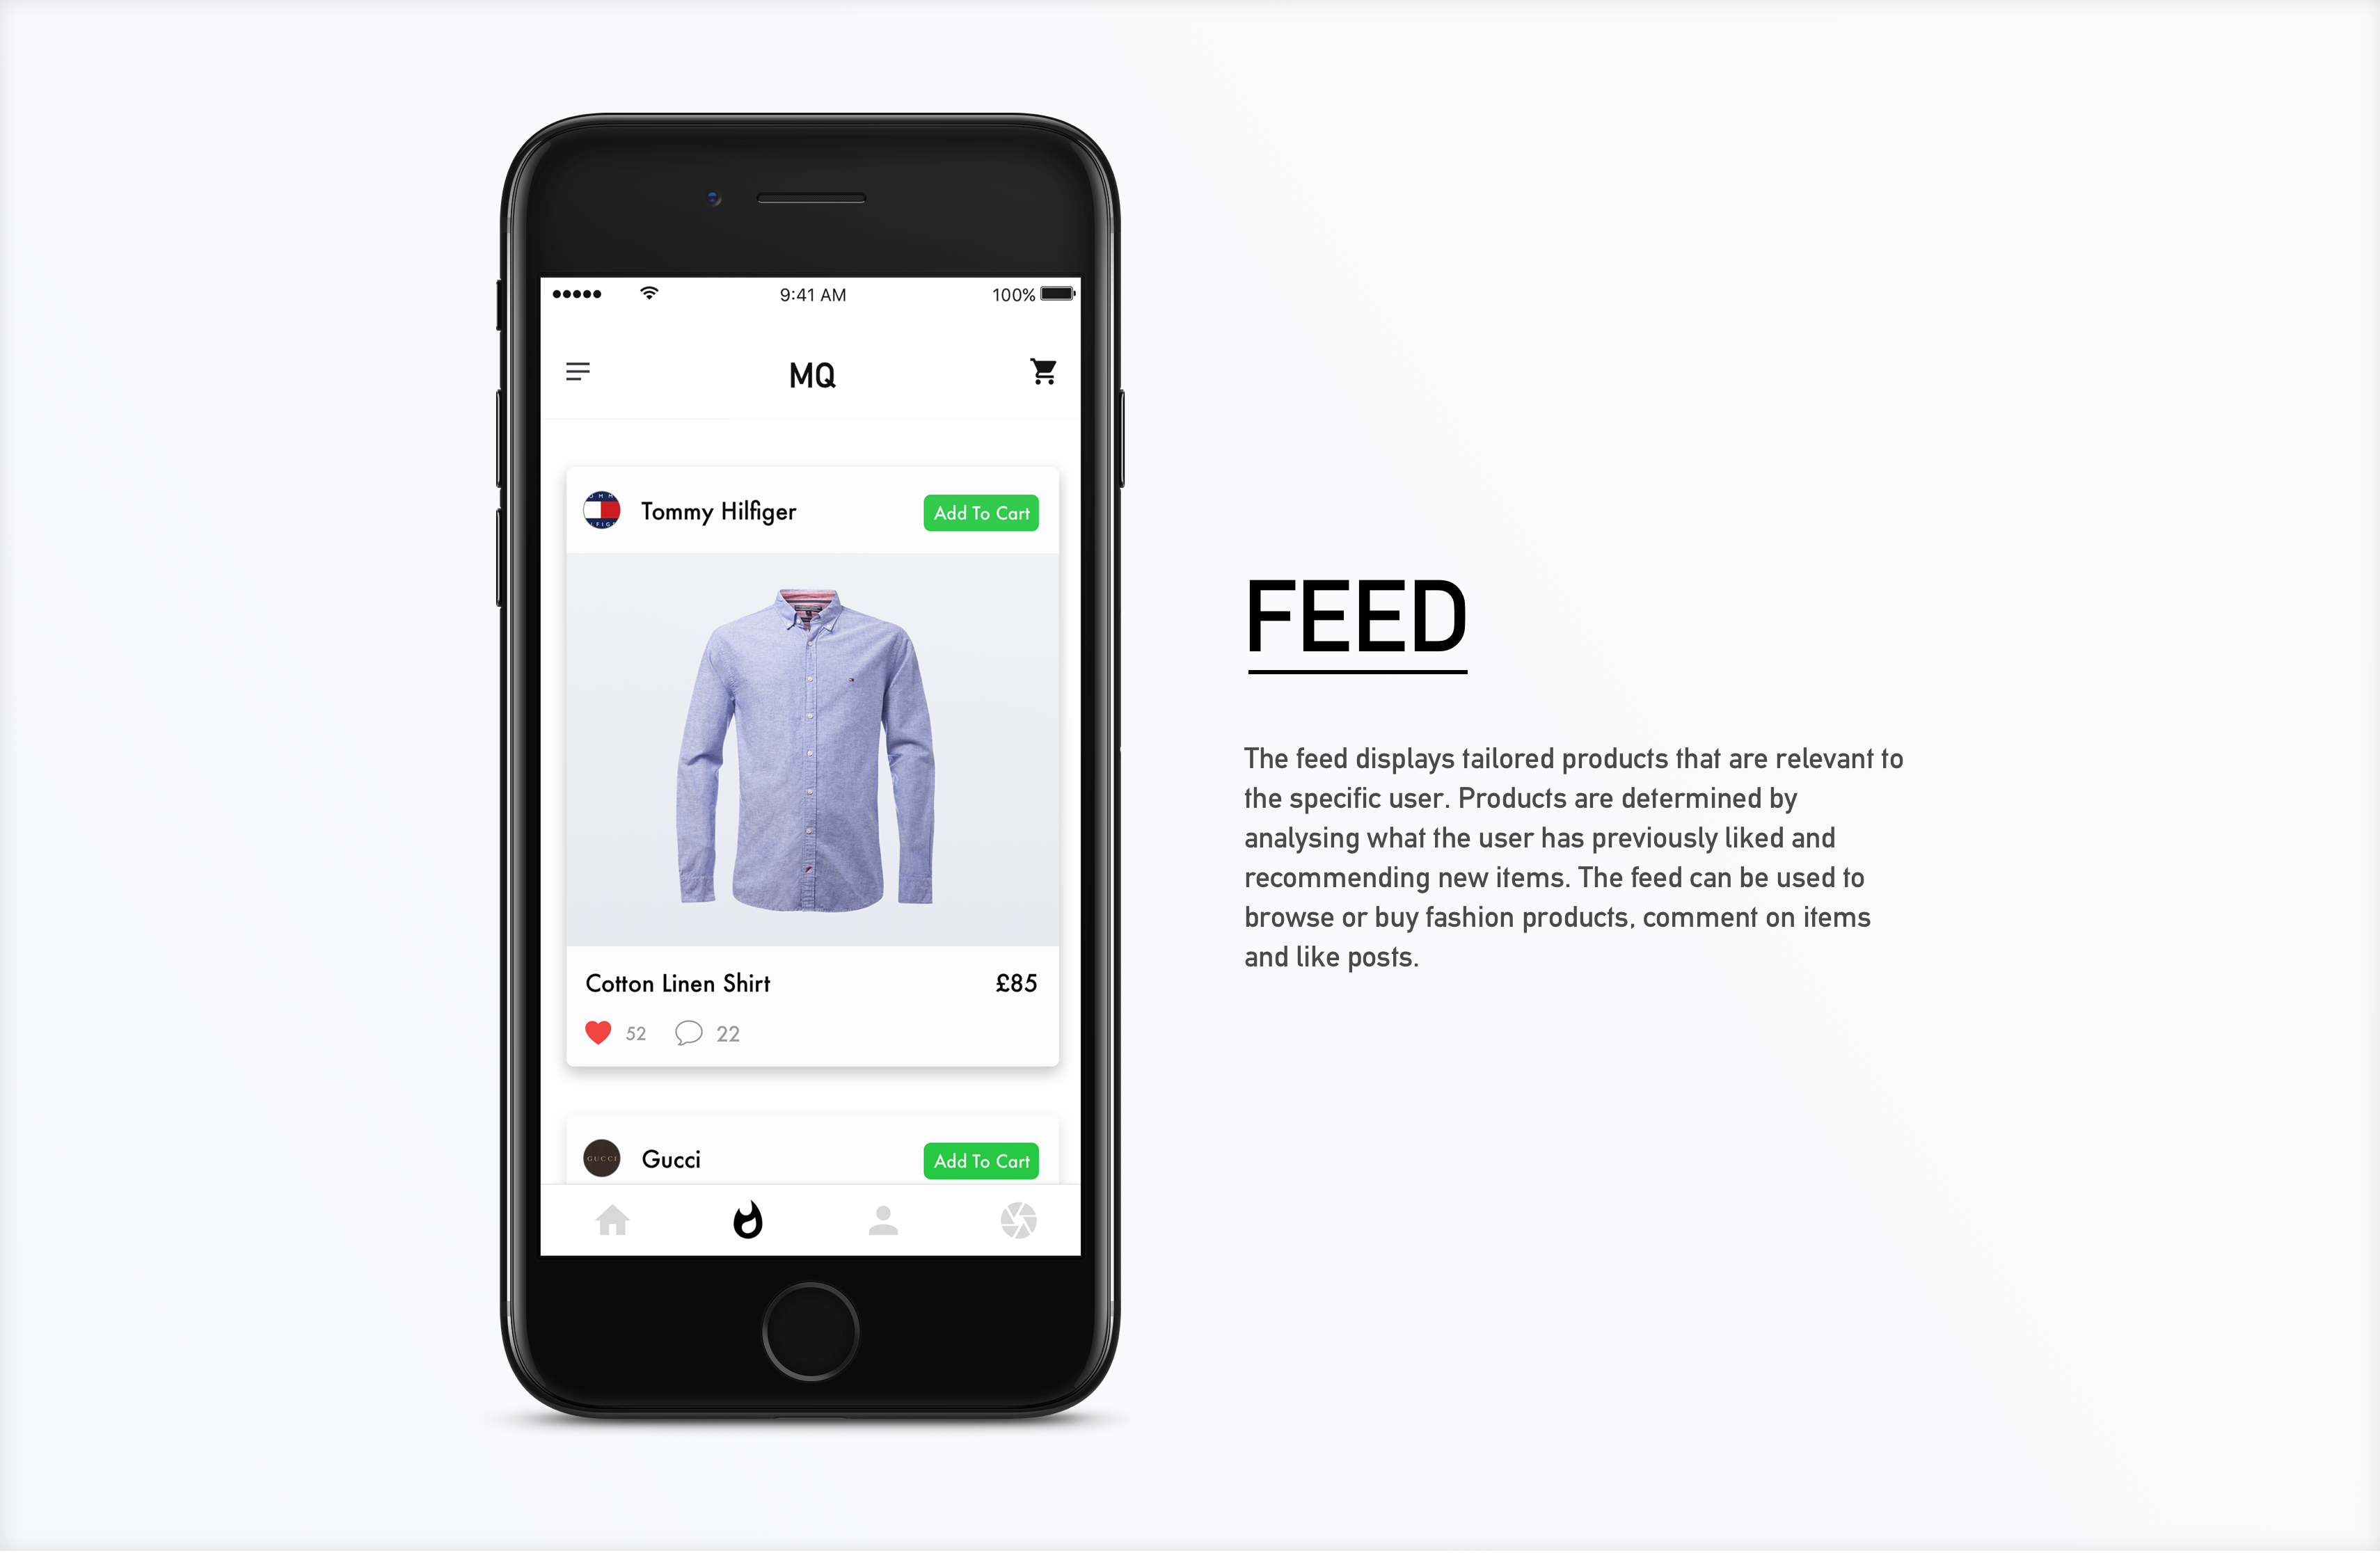 9:41 AM
100%
MQ
Tommy Hilfiger
Add To Cart
Cotton Linen Shirt
£85
52
22
GUCCI
Gucci
Add To Cart
FEED
The feed displays tailored products that are relevant to
the specific user. Products are determined by
analysing what the user has previously liked and
recommending new items. The feed can be used to
browse or buy fashion products, comment on items
and like posts.